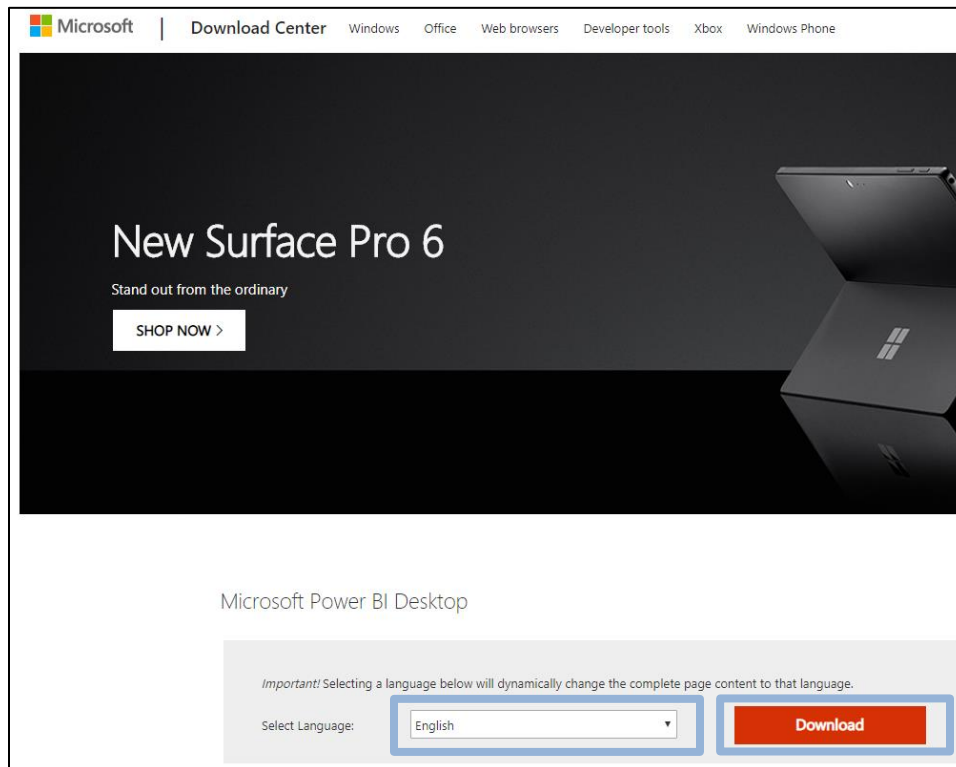 Microsoft | Download Center Windows Office Web browsers Developer tools Xbox Windows Phone
New Surface Pro 6
Stand out from the ordinary
SHOP NOW >
Microsoft Power BI Desktop
Important! Selecting a language below will dynamically change the complete page content to that language.
Select Language: English Download